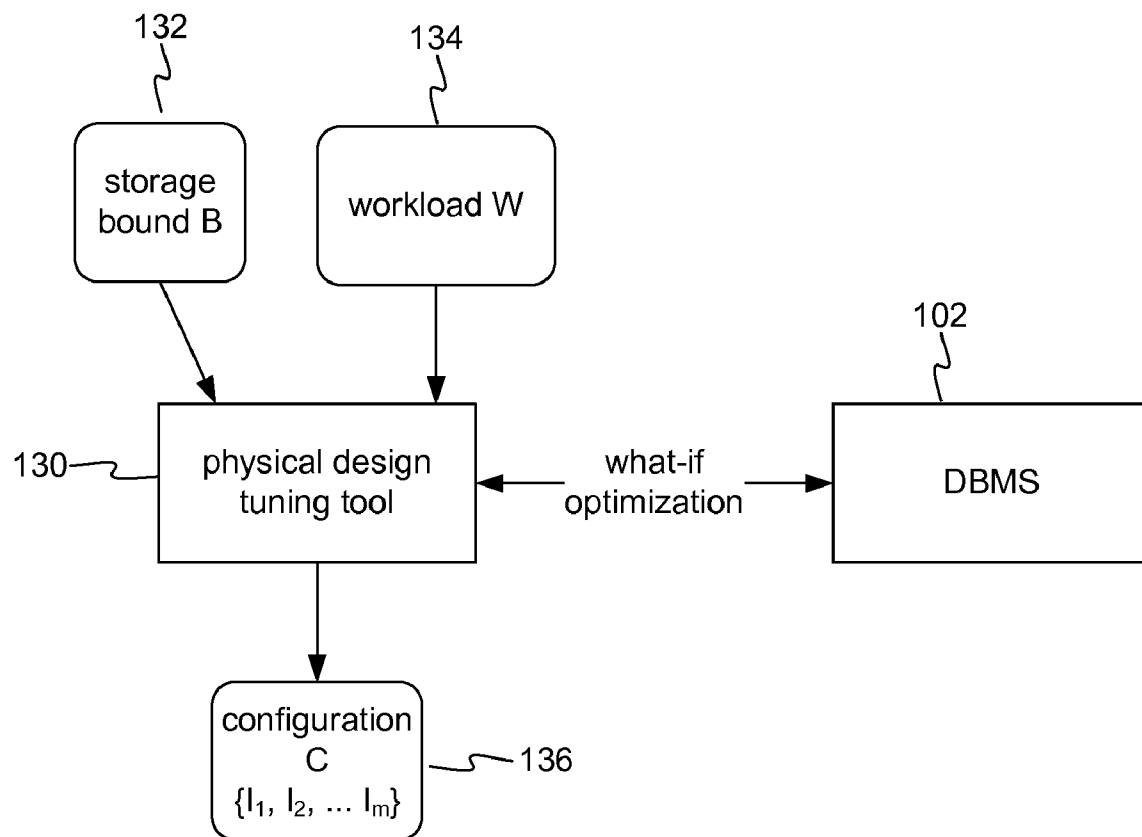 132
134
storage
bound B
workload W
102
130
physical design
tuning tool
what-if
optimization
DBMS
configuration
C
{I₁, I₂, ... Iₘ}
136